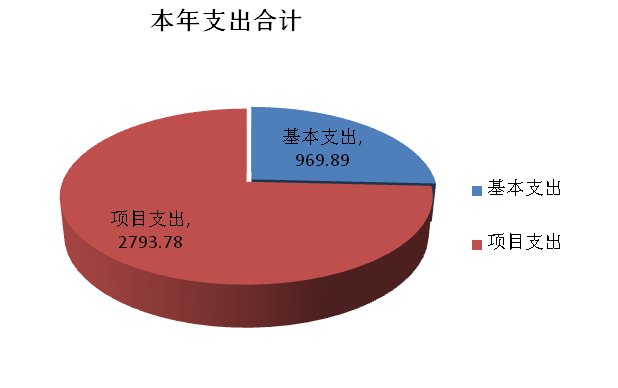 本年支出合计
基本支出,
969.89
项目支出,
2793.78
基本支出
项目支出